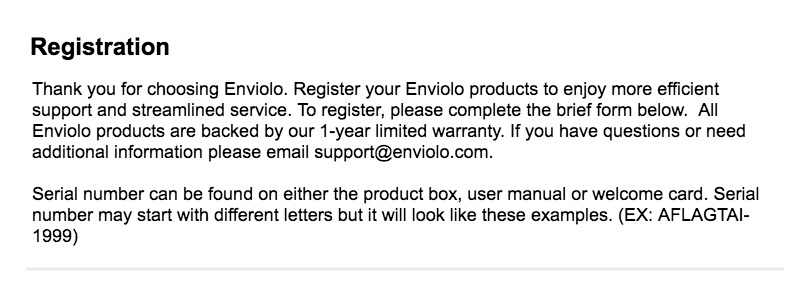 Registration
Thank you for choosing Enviolo. Register your Enviolo products to enjoy more efficient
support and streamlined service. To register, please complete the brief form below.  All
Enviolo products are backed by our 1-year limited warranty. If you have questions or need
additional information please email support@enviolo.com.
Serial number can be found on either the product box, user manual or welcome card. Serial
number may start with different letters but it will look like these examples. (EX: AFLAGTAI-
1999)